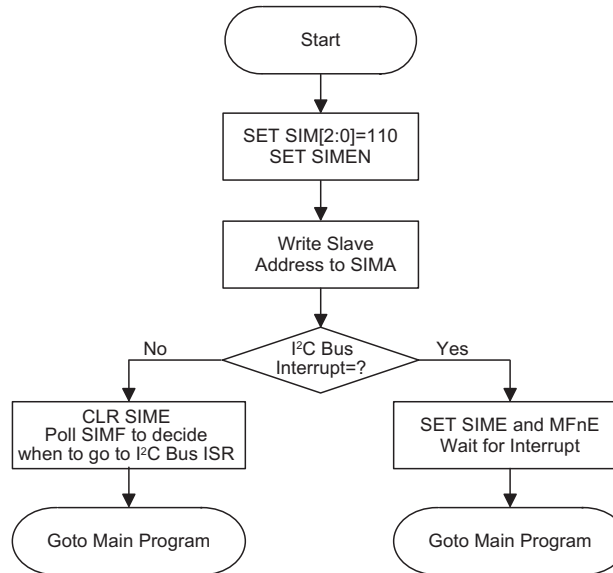 Start
SET SIM[2:0]=110
SET SIMEN
Write Slave
Address to SIMA
I²C Bus
Interrupt=?
No
Yes
CLR SIME
Poll SIMF to decide
when to go to I²C Bus ISR
SET SIME and MFnE
Wait for Interrupt
Goto Main Program
Goto Main Program